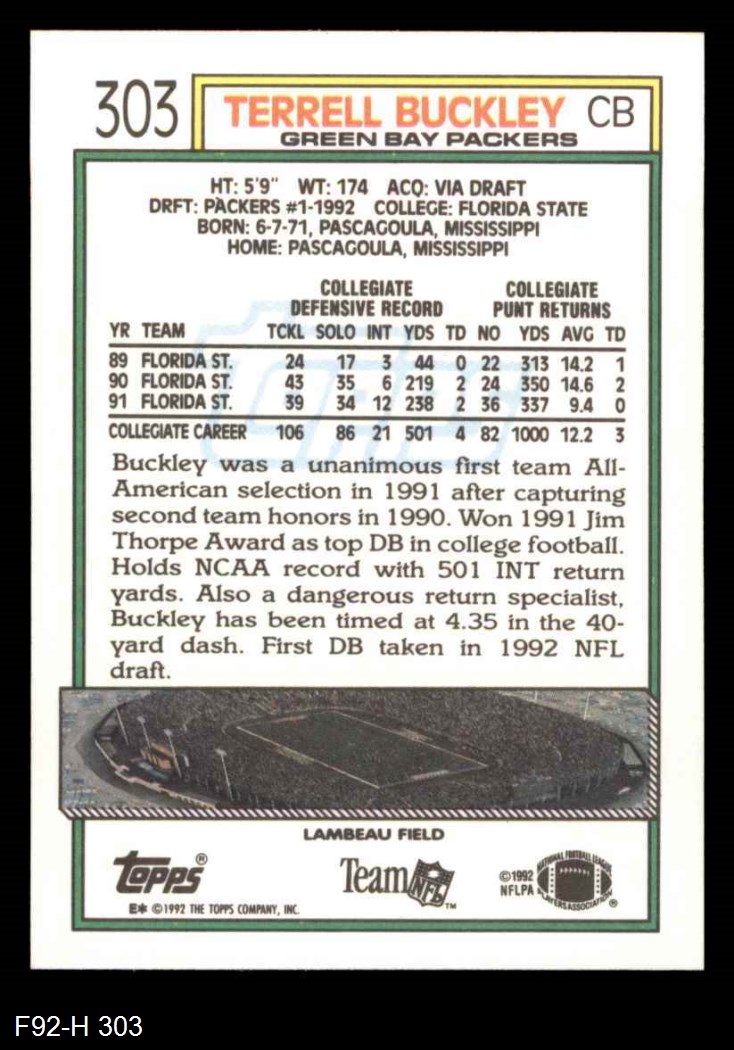 303 TERRELL BUCKLEY CB
GREEN BAY PACKERS
HT: 5'9" WT: 174 ACQ: VIA DRAFT
DRFT: PACKERS #1-1992 COLLEGE: FLORIDA STATE
BORN: 6-7-71, PASCAGOULA, MISSISSIPPI
HOME: PASCAGOULA, MISSISSIPPI
COLLEGIATE COLLEGIATE
DEFENSIVE RECORD PUNT RETURNS
YR TEAM TCKL SOLO INT YDS TD NO YDS AVG TD
89 FLORIDA ST. 24 17 3 44 0 22 313 14.2 1
90 FLORIDA ST. 43 35 6 219 2 24 350 14.6 2
91 FLORIDA ST. 39 34 12 238 2 36 337 9.4 0
COLLEGIATE CAREER 106 86 21 501 4 82 1000 12.2 3
Buckley was a unanimous first team All-
American selection in 1991 after capturing
second team honors in 1990. Won 1991 Jim
Thorpe Award as top DB in college football.
Holds NCAA record with 501 INT return
yards. Also a dangerous return specialist,
Buckley has been timed at 4.35 in the 40-
yard dash. First DB taken in 1992 NFL
draft.
LAMBEAU FIELD
TOPPS®
E* ©1992 THE TOPPS COMPANY, INC.
Team NFL™
©1992
NFLPA
NATIONAL FOOTBALL LEAGUE
PLAYERS ASSOCIATION®
F92-H 303